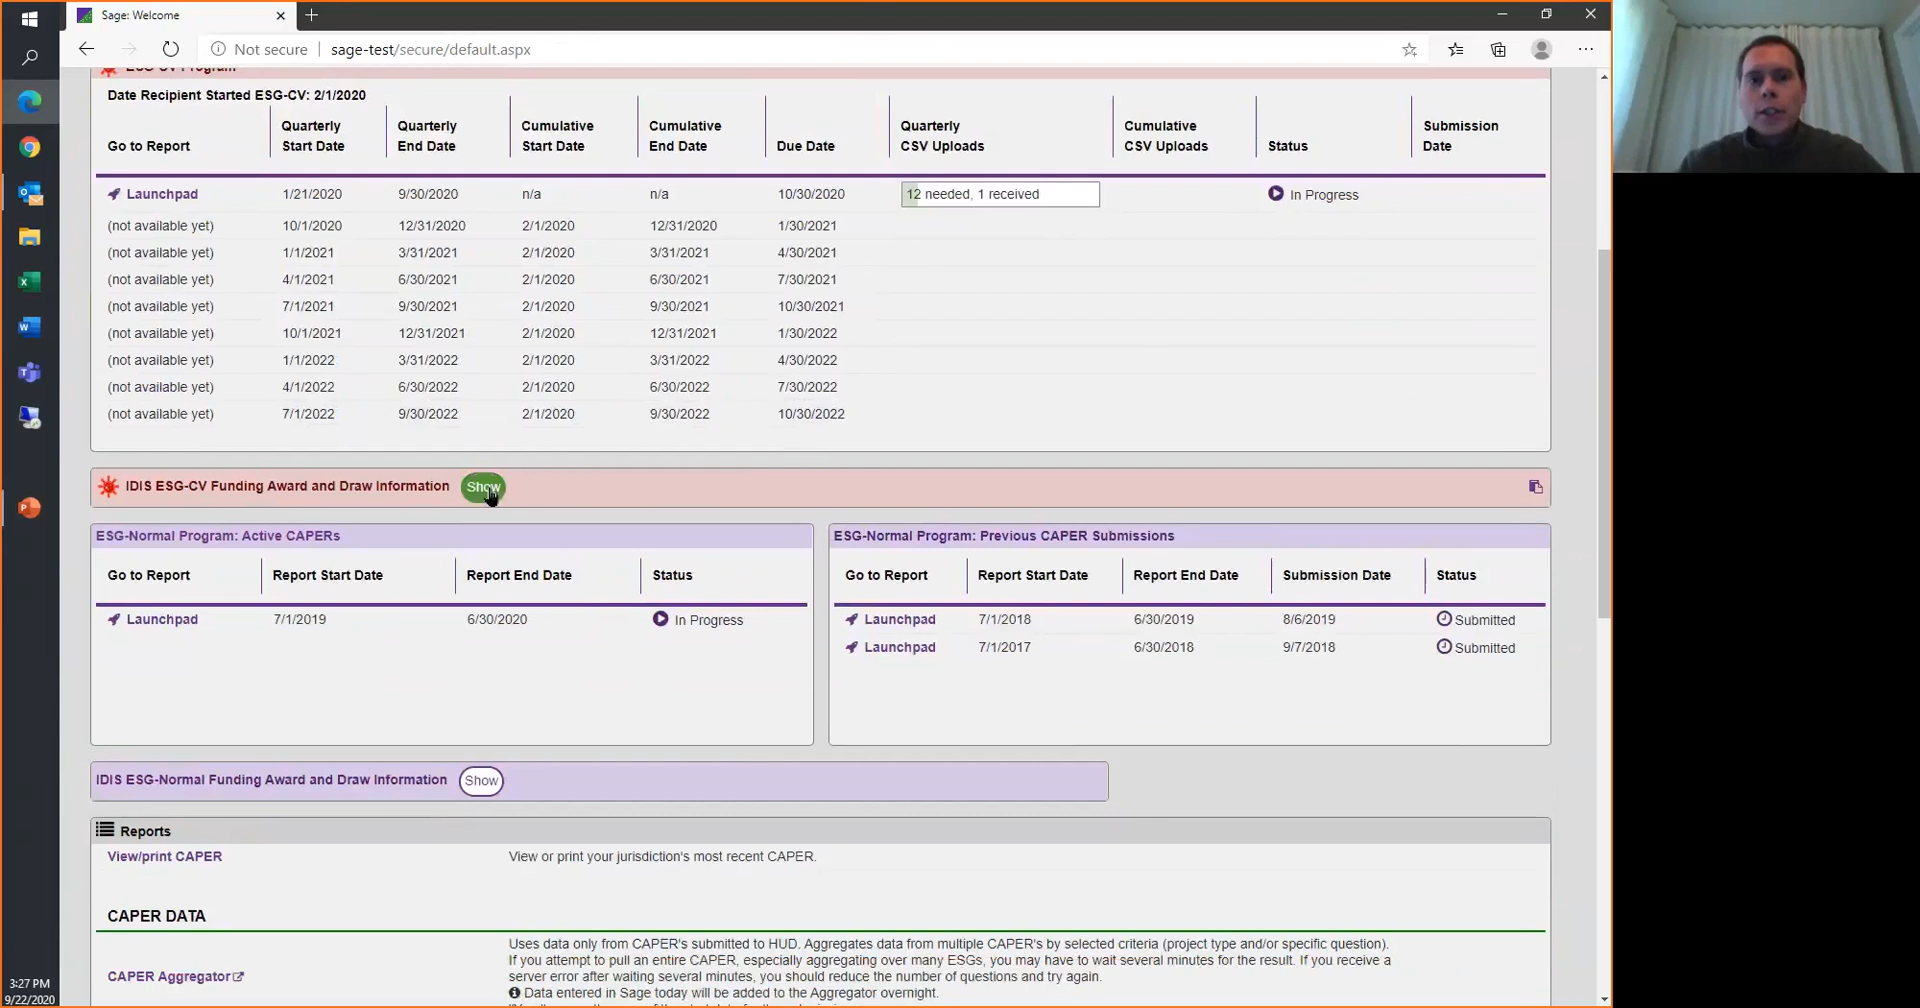 Sage: Welcome
Not secure sage-test/secure/default.aspx
ESG-CV Program
Date Recipient Started ESG-CV: 2/1/2020
Go to Report Quarterly Start Date Quarterly End Date Cumulative Start Date Cumulative End Date Due Date Quarterly CSV Uploads Cumulative CSV Uploads Status Submission Date
Launchpad 1/21/2020 9/30/2020 n/a n/a 10/30/2020 12 needed, 1 received In Progress
(not available yet) 10/1/2020 12/31/2020 2/1/2020 12/31/2020 1/30/2021
(not available yet) 1/1/2021 3/31/2021 2/1/2020 3/31/2021 4/30/2021
(not available yet) 4/1/2021 6/30/2021 2/1/2020 6/30/2021 7/30/2021
(not available yet) 7/1/2021 9/30/2021 2/1/2020 9/30/2021 10/30/2021
(not available yet) 10/1/2021 12/31/2021 2/1/2020 12/31/2021 1/30/2022
(not available yet) 1/1/2022 3/31/2022 2/1/2020 3/31/2022 4/30/2022
(not available yet) 4/1/2022 6/30/2022 2/1/2020 6/30/2022 7/30/2022
(not available yet) 7/1/2022 9/30/2022 2/1/2020 9/30/2022 10/30/2022
IDIS ESG-CV Funding Award and Draw Information Show
ESG-Normal Program: Active CAPERs
Go to Report Report Start Date Report End Date Status
Launchpad 7/1/2019 6/30/2020 In Progress
ESG-Normal Program: Previous CAPER Submissions
Go to Report Report Start Date Report End Date Submission Date Status
Launchpad 7/1/2018 6/30/2019 8/6/2019 Submitted
Launchpad 7/1/2017 6/30/2018 9/7/2018 Submitted
IDIS ESG-Normal Funding Award and Draw Information Show
Reports
View/print CAPER View or print your jurisdiction's most recent CAPER.
CAPER DATA
CAPER Aggregator
Uses data only from CAPER's submitted to HUD. Aggregates data from multiple CAPER's by selected criteria (project type and/or specific question).
If you attempt to pull an entire CAPER, especially aggregating over many ESGs, you may have to wait several minutes for the result. If you receive a
server error after waiting several minutes, you should reduce the number of questions and try again.
Data entered in Sage today will be added to the Aggregator overnight.
3:27 PM
9/22/2020